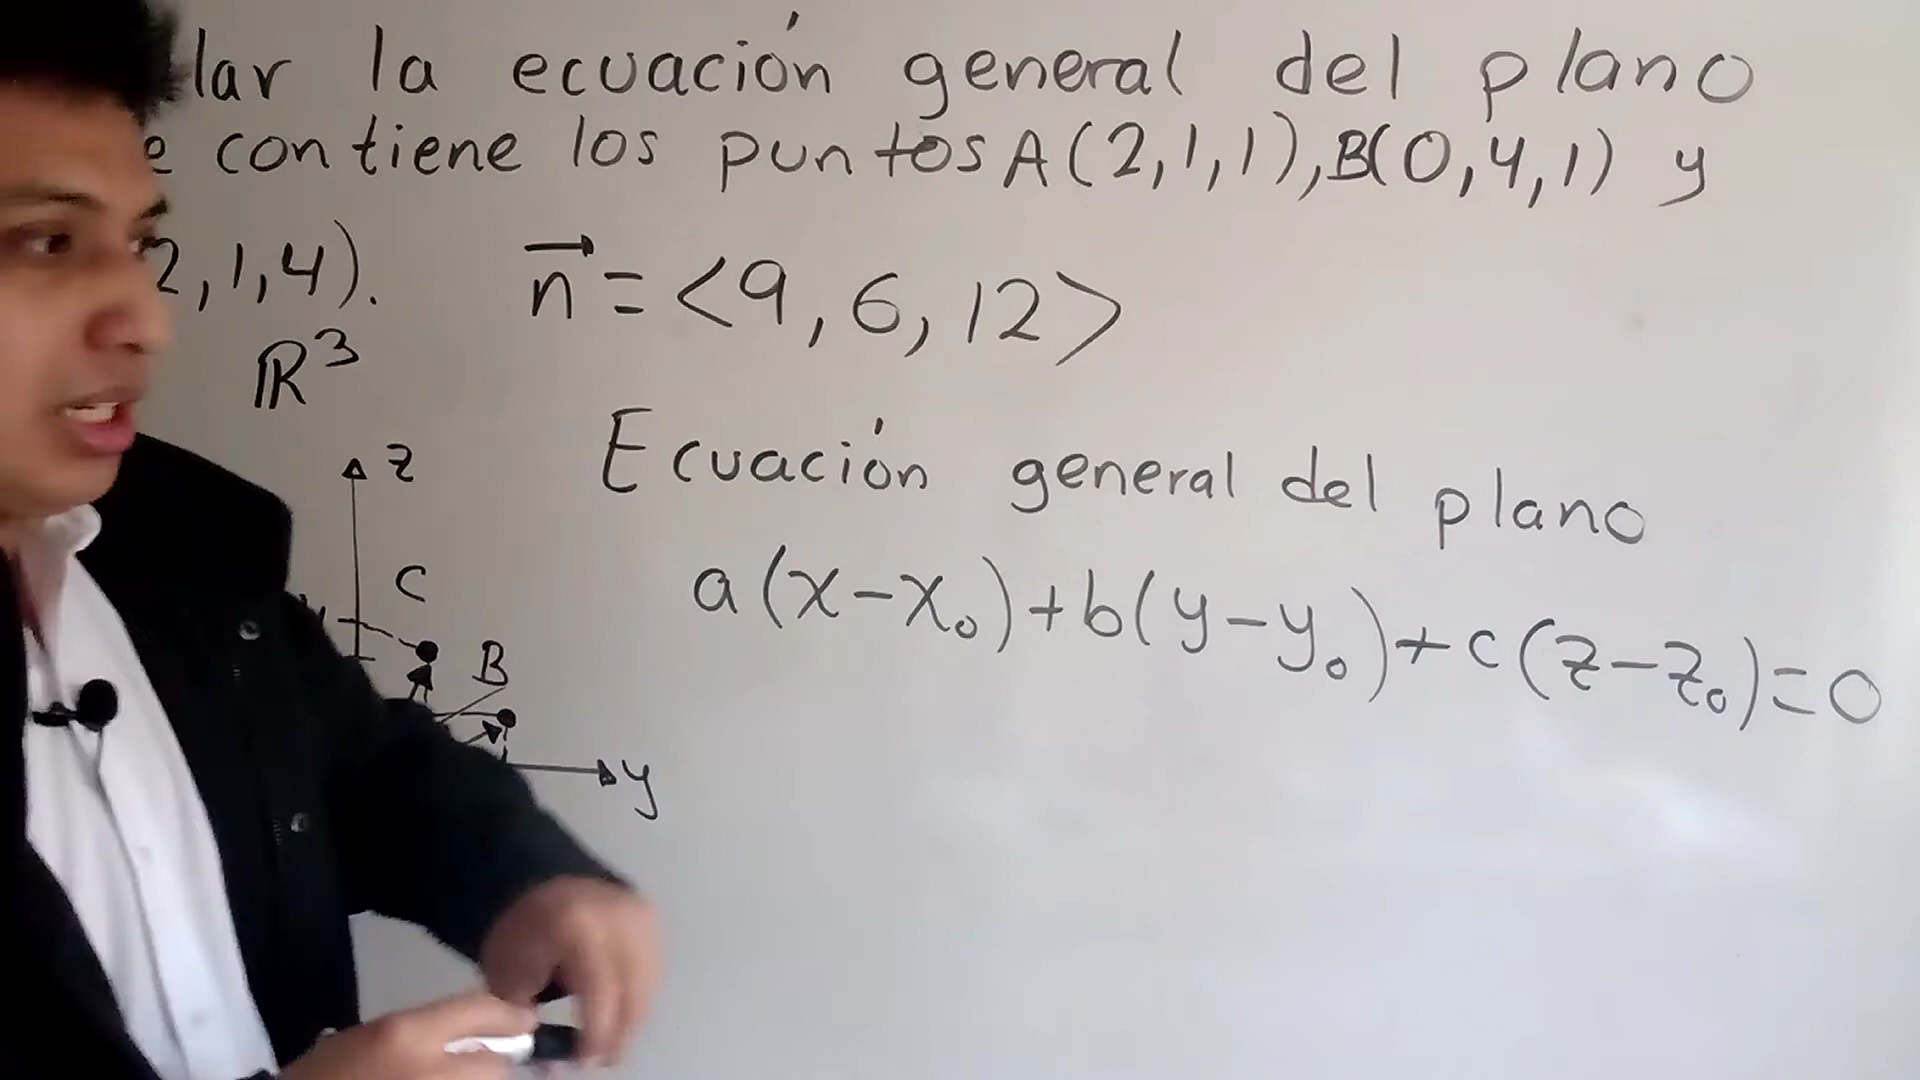 lar la ecuación general del plano
e contiene los puntos A(2,1,1), B(0,4,1) y
2,1,4).
n⃗ = <9, 6, 12>
R³
Ecuación general del plano
z
a(x-x₀)+b(y-y₀)+c(z-z₀)=0
C
B
y